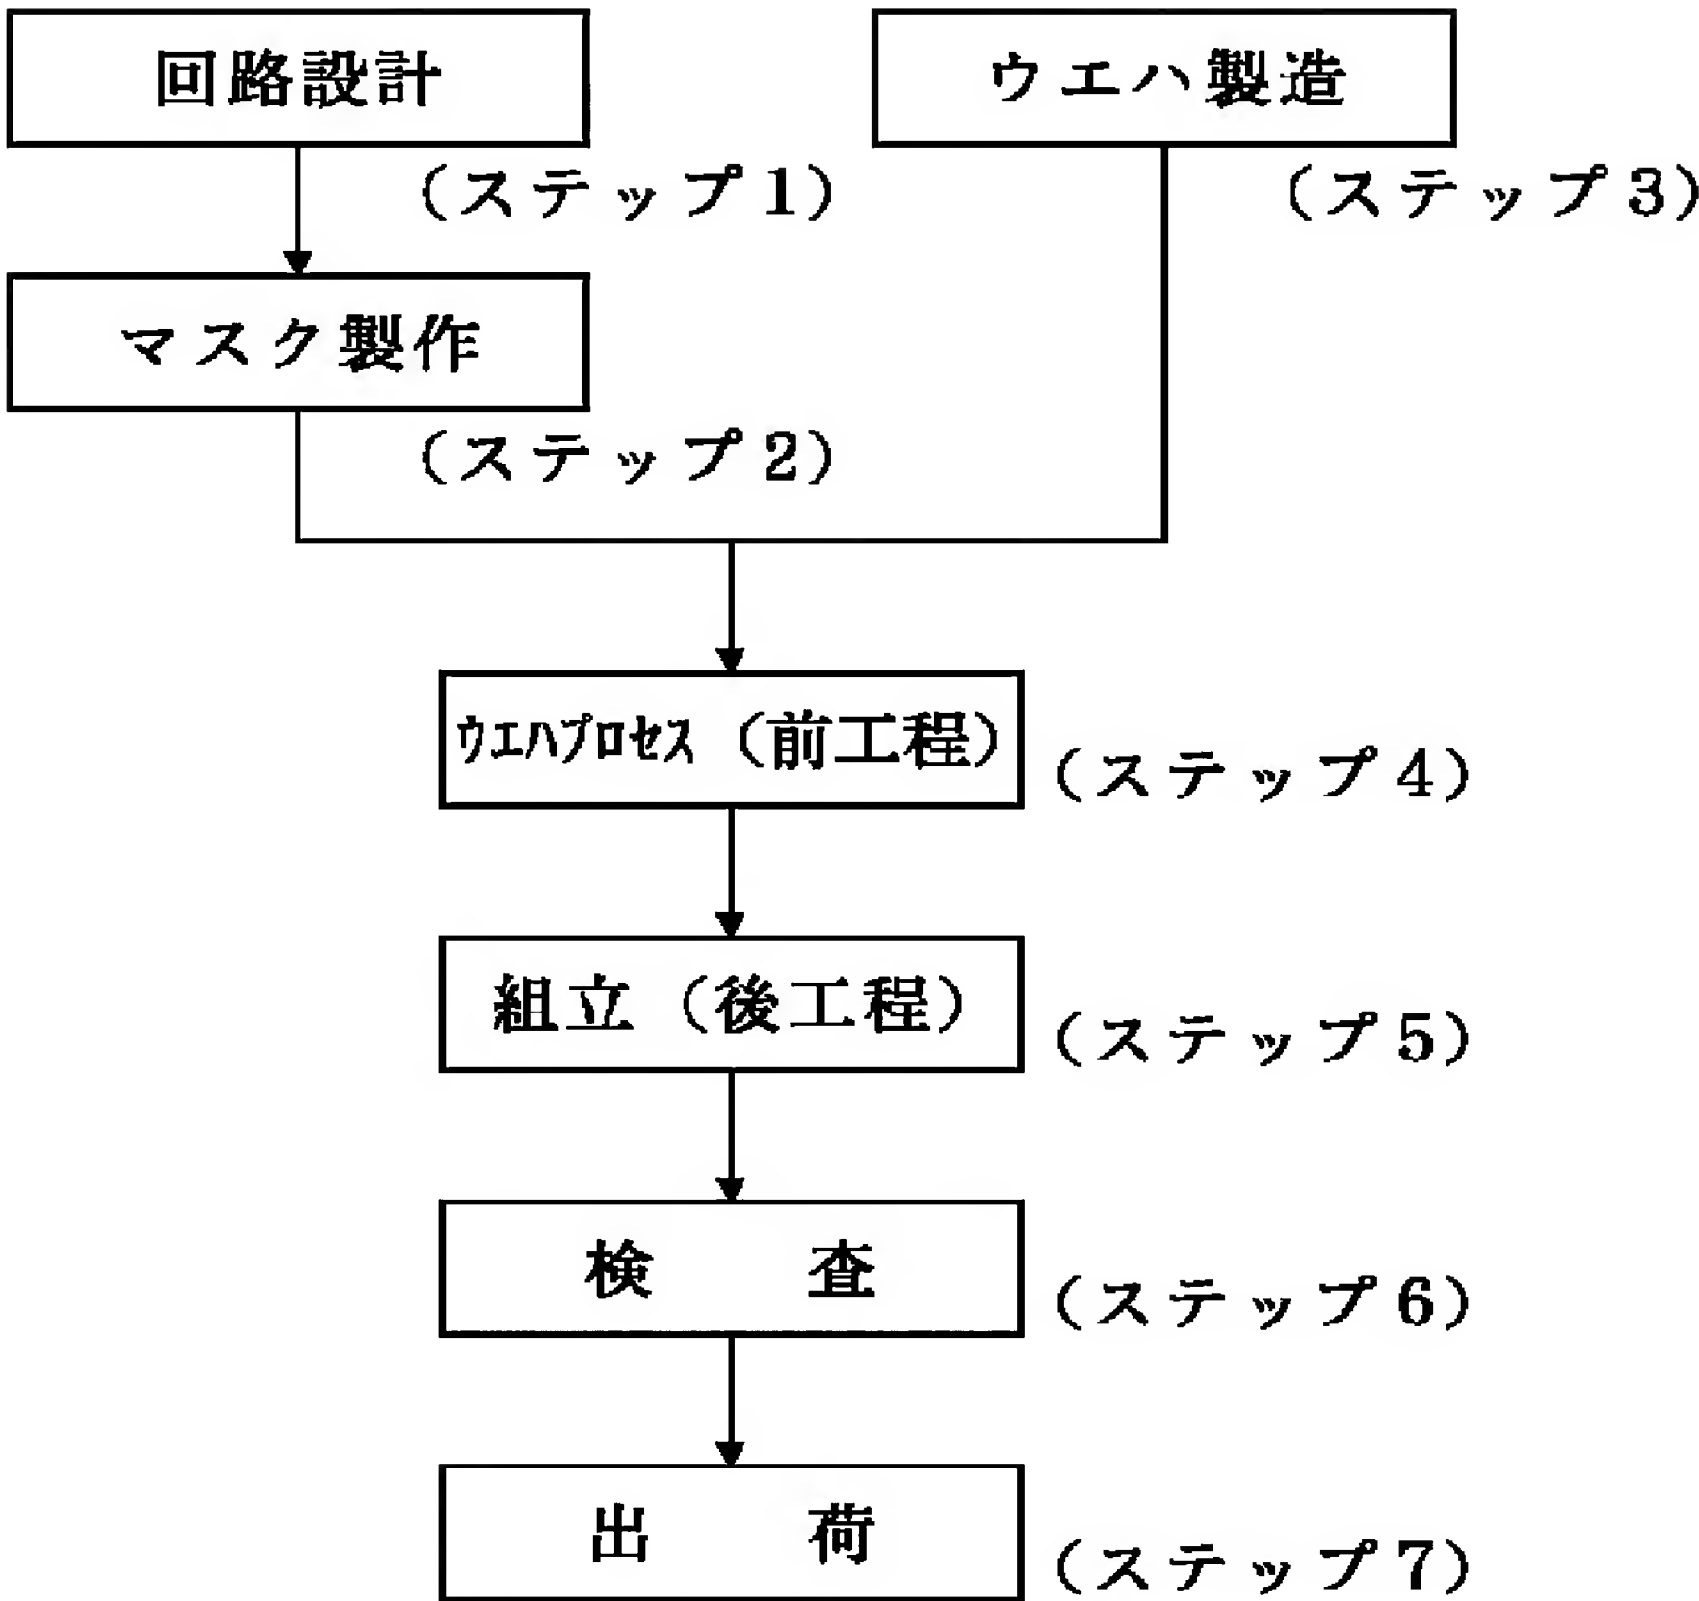 回路設計
ウエハ製造
(ステップ1)
(ステップ3)
マスク製作
(ステップ2)
ウエハプロセス (前工程)
(ステップ4)
組立 (後工程)
(ステップ5)
検 査
(ステップ6)
出 荷
(ステップ7)